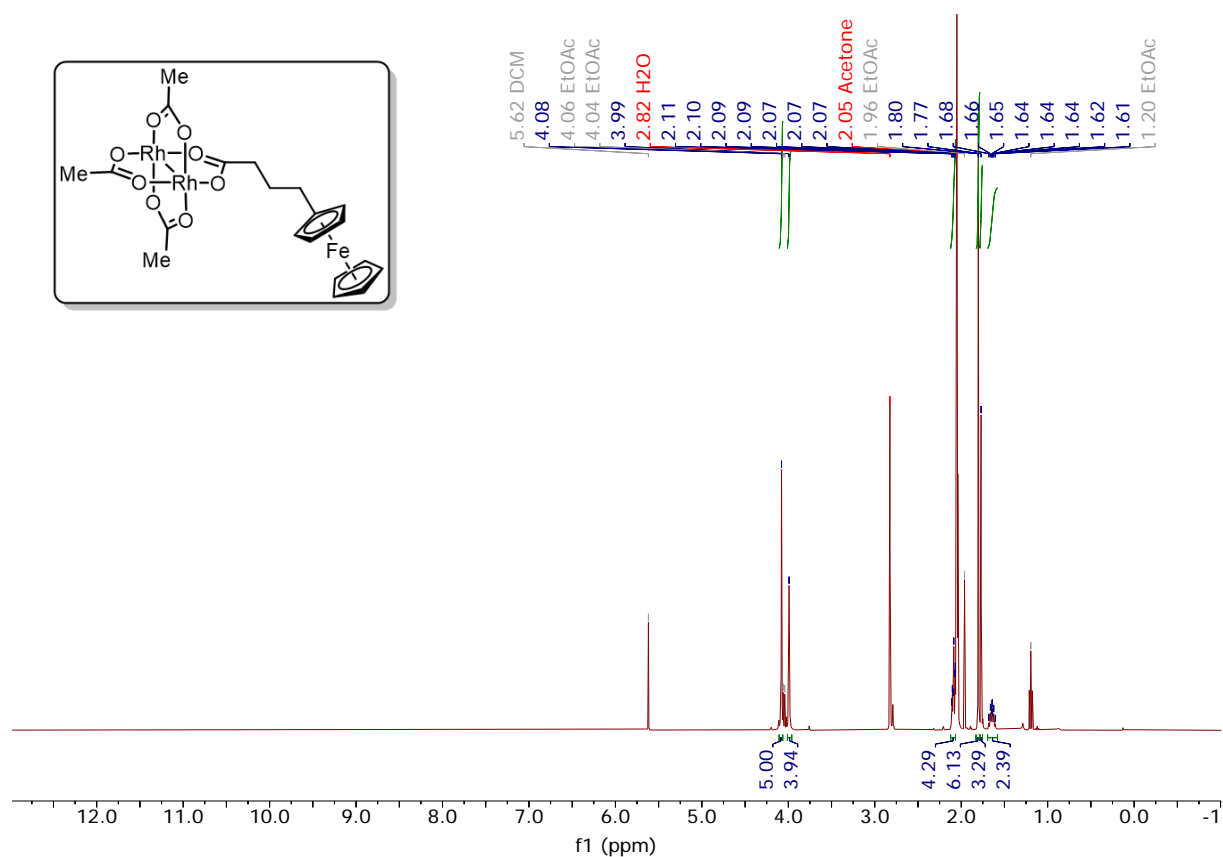 Me
O
O
Rh
O
O
Me
O
Rh
O
O
O
Me
Fe
5.62 DCM
4.08
4.06 EtOAc
4.04 EtOAc
3.99
2.82 H2O
2.11
2.10
2.09
2.09
2.07
2.07
2.07
2.05 Acetone
1.96 EtOAc
1.80
1.77
1.68
1.66
1.65
1.64
1.64
1.64
1.62
1.61
1.20 EtOAc
5.00
3.94
4.29
6.13
3.29
2.39
12.0 11.0 10.0 9.0 8.0 7.0 6.0 5.0 4.0 3.0 2.0 1.0 0.0 -1
f1 (ppm)